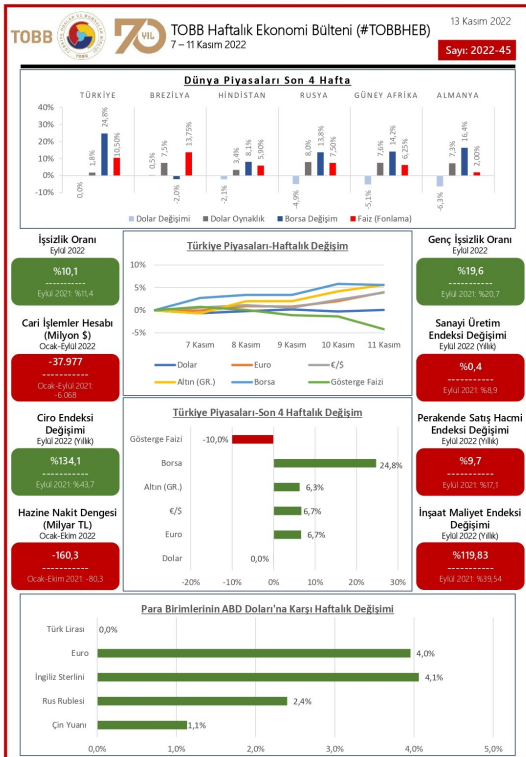 TOBB
70 YIL
TOBB Haftalık Ekonomi Bülteni (#TOBBHEB)
7 – 11 Kasım 2022
13 Kasım 2022
Sayı: 2022-45
Dünya Piyasaları Son 4 Hafta
TÜRKİYE BREZİLYA HİNDİSTAN RUSYA GÜNEY AFRİKA ALMANYA
40%
30%
20%
10%
0%
-10%
0,0% 1,8% 24,8% 10,50%
0,5% 7,5% -2,0% 13,75%
-2,1% 3,4% 8,1% 5,90%
-4,9% 8,0% 13,8% 7,50%
-5,1% 7,6% 14,2% 6,25%
-6,3% 7,3% 16,4% 2,00%
Dolar Değişimi Dolar Oynaklık Borsa Değişim Faiz (Fonlama)
İşsizlik Oranı
Eylül 2022
%10,1
-----------
Eylül 2021: %11,4
Cari İşlemler Hesabı
(Milyon $)
Ocak-Eylül 2022
-37.977
-----------
Ocak-Eylül 2021:
-6.068
Ciro Endeksi
Değişimi
Eylül 2022 (Yıllık)
%134,1
-----------
Eylül 2021: %43,7
Hazine Nakit Dengesi
(Milyar TL)
Ocak-Ekim 2022
-160,3
-----------
Ocak-Ekim 2021: -80,3
Türkiye Piyasaları-Haftalık Değişim
10%
5%
0%
-5%
7 Kasım 8 Kasım 9 Kasım 10 Kasım 11 Kasım
Dolar Euro €/$
Altın (GR.) Borsa Gösterge Faizi
Türkiye Piyasaları-Son 4 Haftalık Değişim
Gösterge Faizi -10,0%
Borsa 24,8%
Altın (GR.) 6,3%
€/$ 6,7%
Euro 6,7%
Dolar 0,0%
-20% -10% 0% 10% 20% 30%
Genç İşsizlik Oranı
Eylül 2022
%19,6
-----------
Eylül 2021: %20,7
Sanayi Üretim
Endeksi Değişimi
Eylül 2022 (Yıllık)
%0,4
-----------
Eylül 2021: %8,9
Perakende Satış Hacmi
Endeksi Değişimi
Eylül 2022 (Yıllık)
%9,7
-----------
Eylül 2021: %17,1
İnşaat Maliyet Endeksi
Değişimi
Eylül 2022 (Yıllık)
%119,83
-----------
Eylül 2021: %39,54
Para Birimlerinin ABD Doları'na Karşı Haftalık Değişimi
Türk Lirası 0,0%
Euro 4,0%
İngiliz Sterlini 4,1%
Rus Rublesi 2,4%
Çin Yuanı 1,1%
0,0% 1,0% 2,0% 3,0% 4,0% 5,0%